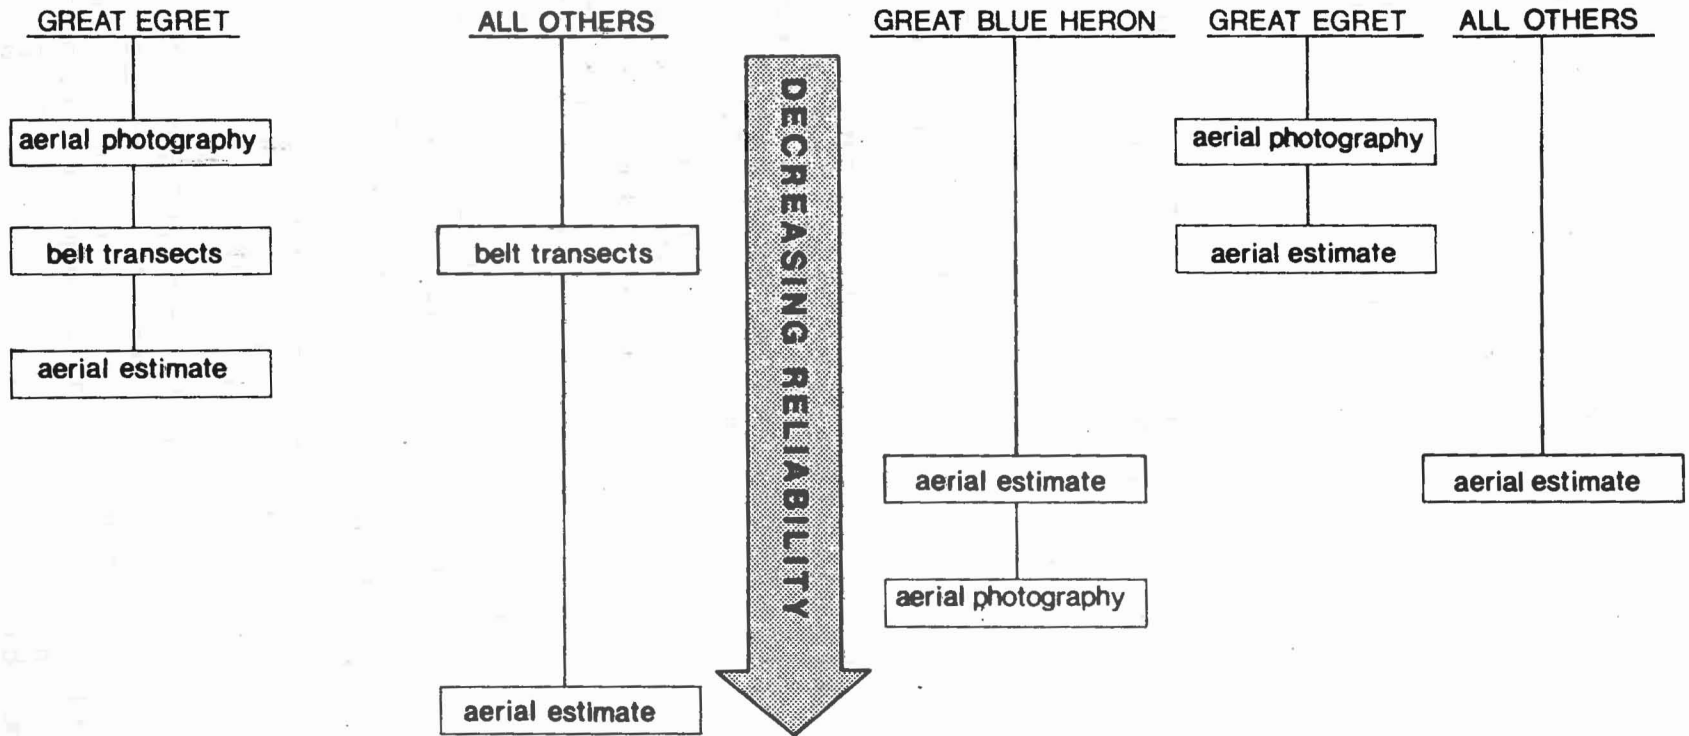 GREAT EGRET
ALL OTHERS
GREAT BLUE HERON
GREAT EGRET
ALL OTHERS
aerial photography
belt transects
aerial estimate
belt transects
aerial estimate
DECREASING RELIABILITY
aerial estimate
aerial photography
aerial photography
aerial estimate
aerial estimate